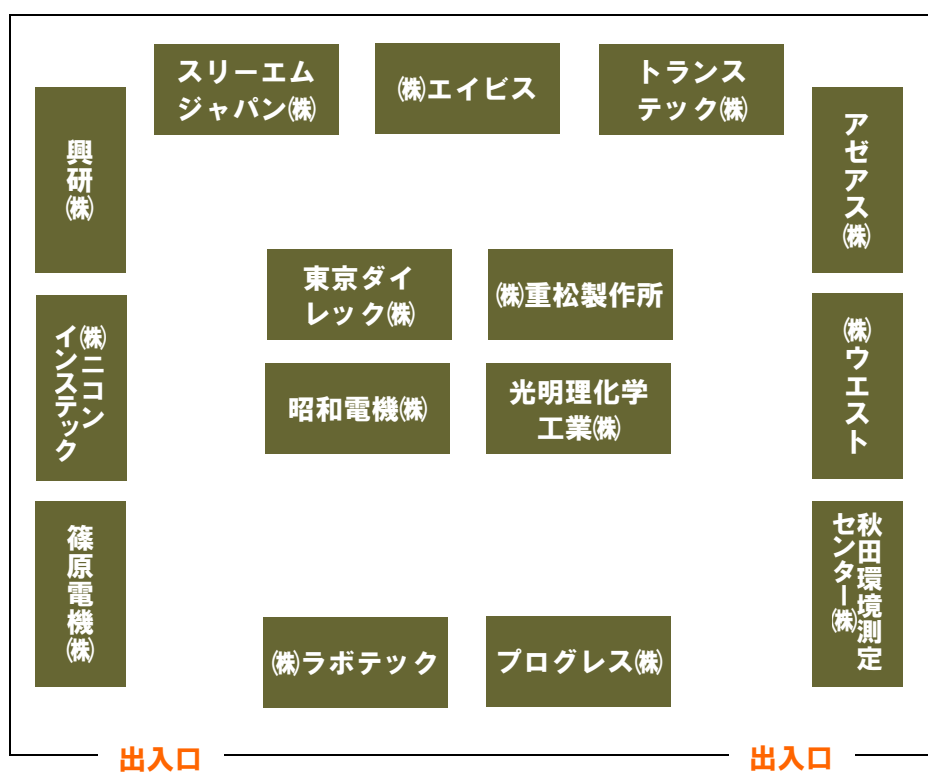 スリーエム
ジャパン㈱
㈱エイビス
トランス
テック㈱
興研㈱
アゼアス㈱
東京ダイ
レック㈱
㈱重松製作所
㈱ニコン
インステック
㈱ウエスト
昭和電機㈱
光明理化学
工業㈱
篠原電機㈱
秋田環境測定
センター㈱
㈱ラボテック
プログレス㈱
出入口
出入口